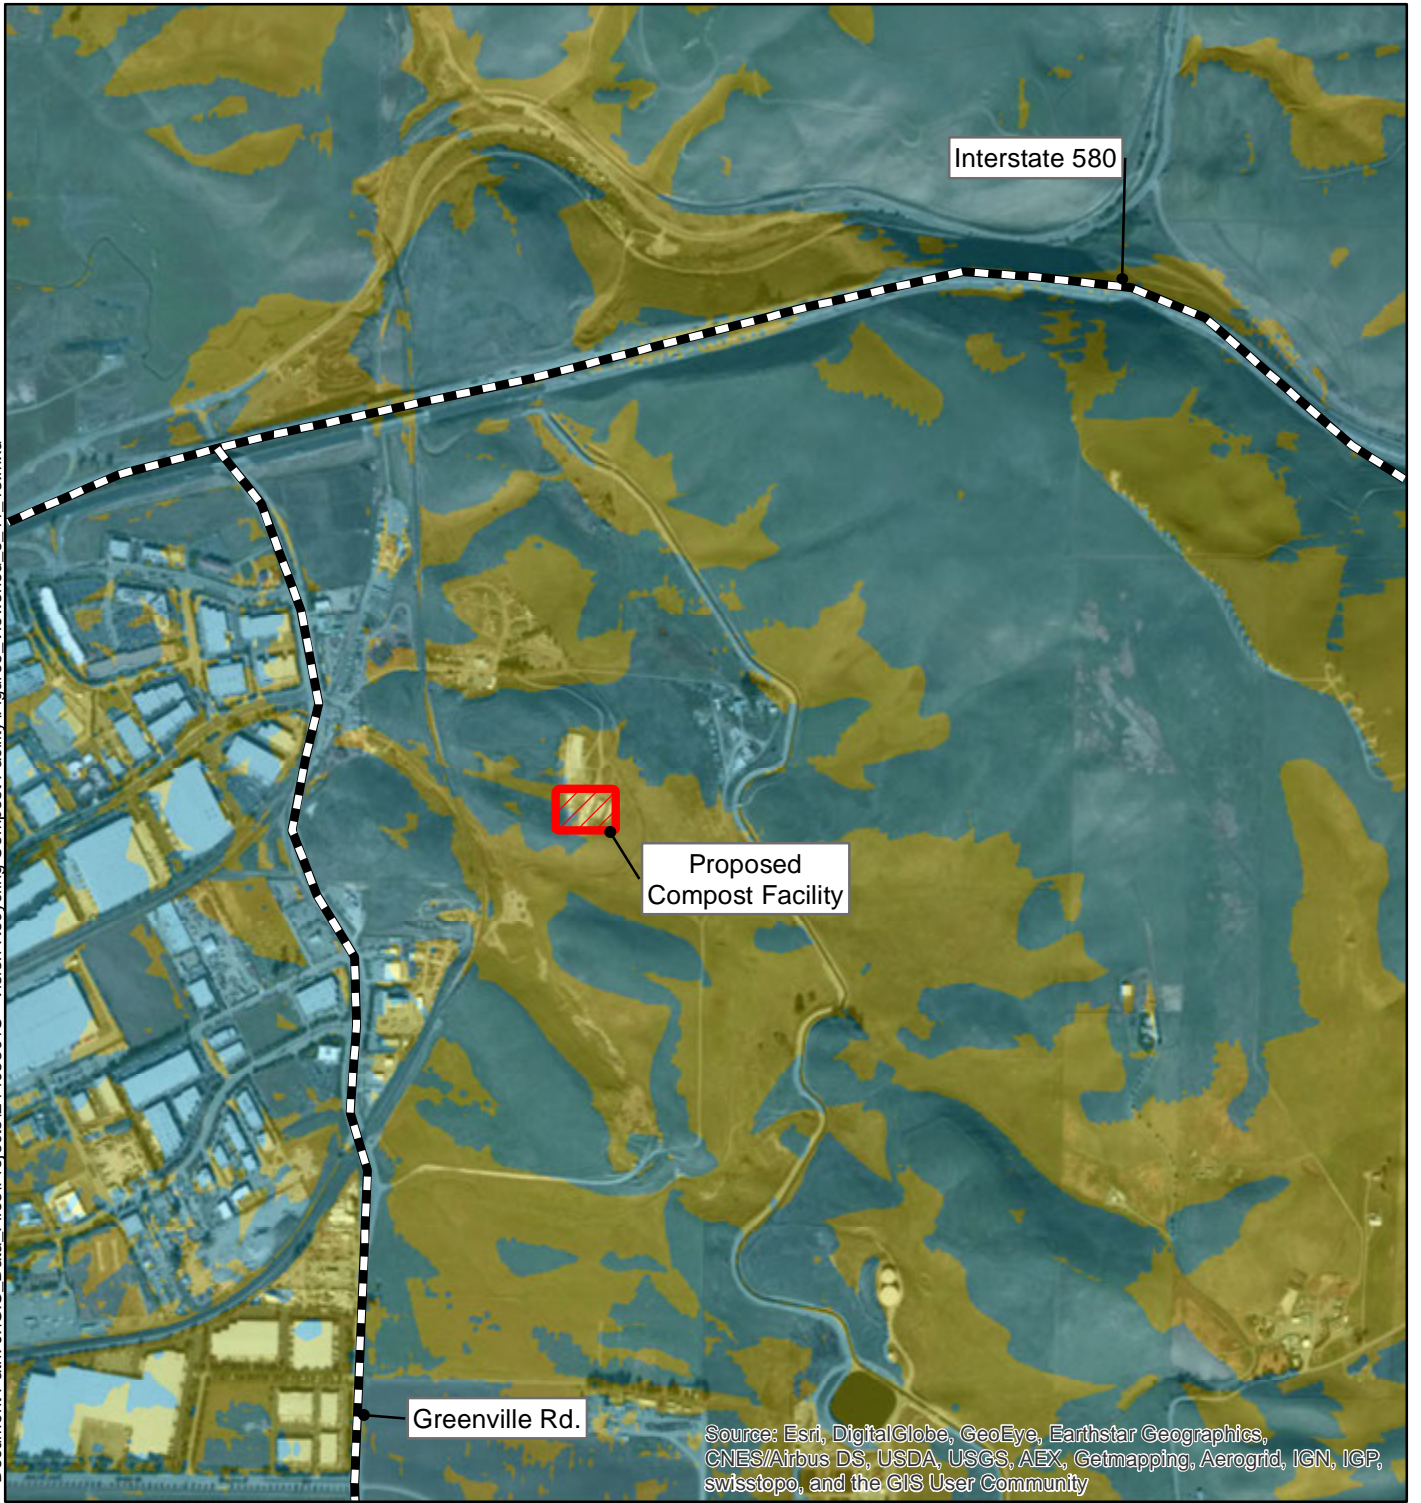 Interstate 580
Proposed
Compost Facility
Greenville Rd.
Source: Esri, DigitalGlobe, GeoEye, Earthstar Geographics,
CNES/Airbus DS, USDA, USGS, AEX, Getmapping, Aerogrid, IGN, IGP,
swisstopo, and the GIS User Community